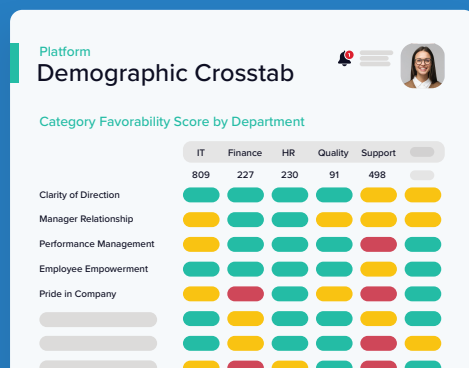 Platform
Demographic Crosstab
1
Category Favorability Score by Department
IT Finance HR Quality Support
809 227 230 91 498
Clarity of Direction
Manager Relationship
Performance Management
Employee Empowerment
Pride in Company